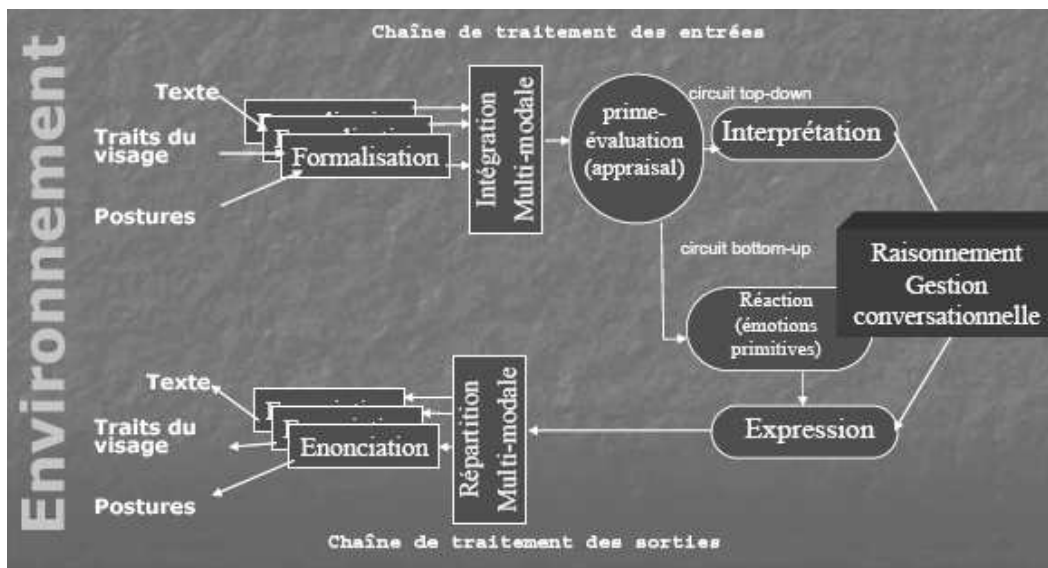 Environnement
Chaîne de traitement des entrées
Texte
Traits du
visage
Postures
Formalisation
Intégration
Multi-modale
prime-
évaluation
(appraisal)
circuit top-down
Interprétation
circuit bottom-up
Raisonnement
Gestion
conversationnelle
Réaction
(émotions
primitives)
Expression
Répartition
Multi-modale
Enonciation
Texte
Traits du
visage
Postures
Chaîne de traitement des sorties